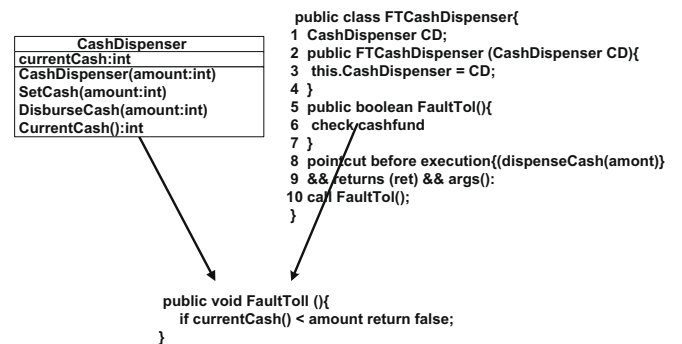 CashDispenser
currentCash:int
CashDispenser(amount:int)
SetCash(amount:int)
DisburseCash(amount:int)
CurrentCash():int
public class FTCashDispenser{
1 CashDispenser CD;
2 public FTCashDispenser (CashDispenser CD){
3 this.CashDispenser = CD;
4 }
5 public boolean FaultTol(){
6 check cashfund
7 }
8 pointcut before execution{(dispenseCash(amont)}
9 && returns (ret) && args():
10 call FaultTol();
}
public void FaultToll (){
if currentCash() < amount return false;
}